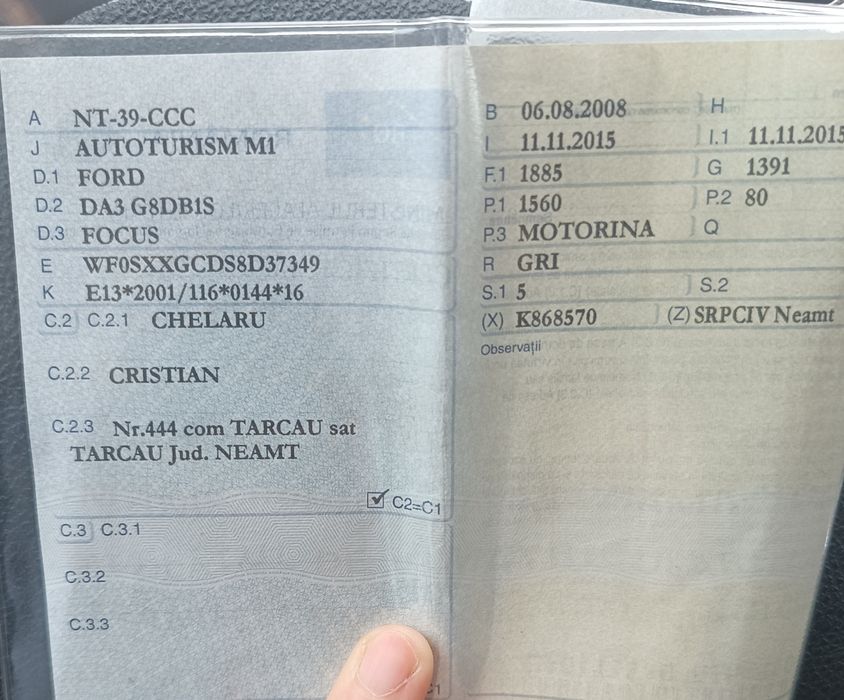 A NT-39-CCC
J AUTOTURISM M1
D.1 FORD
D.2 DA3 G8DB1S
D.3 FOCUS
E WF0SXXGCDS8D37349
K E13*2001/116*0144*16
C.2 C.2.1 CHELARU
C.2.2 CRISTIAN
C.2.3 Nr.444 com TARCAU sat
TARCAU Jud. NEAMT
C2=C1
C.3 C.3.1
C.3.2
C.3.3
B 06.08.2008 H
I 11.11.2015 I.1 11.11.2015
F.1 1885 G 1391
P.1 1560 P.2 80
P.3 MOTORINA Q
R GRI
S.1 5 S.2
(X) K868570 (Z) SRPCIV Neamt
Observații